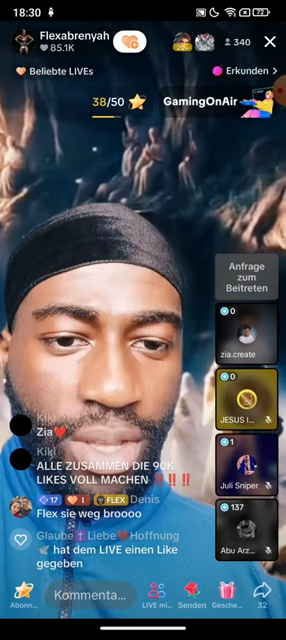 18:30
72
Flexabrenyah
85.1K
340
Beliebte LIVEs
Erkunden >
38/50
GamingOnAir
Anfrage
zum
Beitreten
0
zia.create
0
JESUS I...
1
Juli Sniper
137
Abu Arz...
Kiki
Zia❤️
Kiki
ALLE ZUSAMMEN DIE 90K
LIKES VOLL MACHEN ‼️‼️‼️
17 I FLEX Denis
Flex sie weg broooo
Glaube✝️Liebe❤️Hoffnung
🕊️ hat dem LIVE einen Like
gegeben
Abonn...
Kommenta...
LIVE mi...
Senden
Gesche...
32